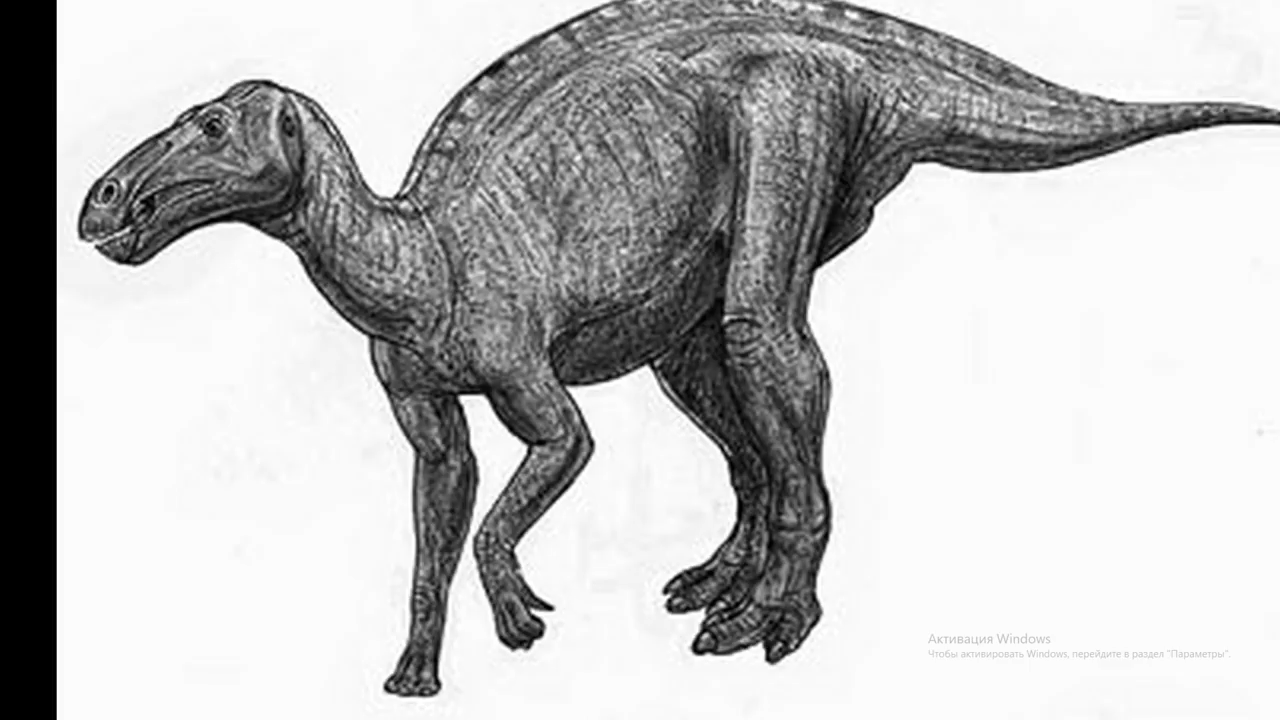 Активация Windows
Чтобы активировать Windows, перейдите в раздел "Параметры".